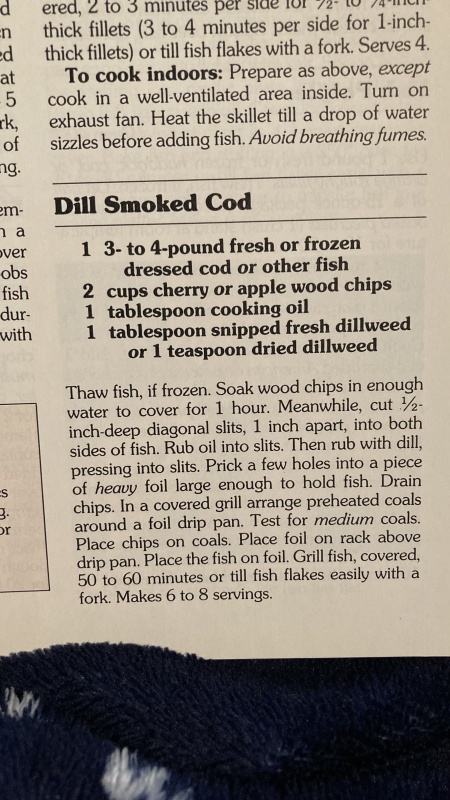 d
n
ed
at
5
rk,
of
ng.
em-
n a
over
obs
fish
dur-
with
s
g.
or
ered, 2 to 3 minutes per side for ½- to ¾-inch-
thick fillets (3 to 4 minutes per side for 1-inch-
thick fillets) or till fish flakes with a fork. Serves 4.
To cook indoors: Prepare as above, except
cook in a well-ventilated area inside. Turn on
exhaust fan. Heat the skillet till a drop of water
sizzles before adding fish. Avoid breathing fumes.
Dill Smoked Cod
1 3- to 4-pound fresh or frozen
dressed cod or other fish
2 cups cherry or apple wood chips
1 tablespoon cooking oil
1 tablespoon snipped fresh dillweed
or 1 teaspoon dried dillweed
Thaw fish, if frozen. Soak wood chips in enough
water to cover for 1 hour. Meanwhile, cut ½-
inch-deep diagonal slits, 1 inch apart, into both
sides of fish. Rub oil into slits. Then rub with dill,
pressing into slits. Prick a few holes into a piece
of heavy foil large enough to hold fish. Drain
chips. In a covered grill arrange preheated coals
around a foil drip pan. Test for medium coals.
Place chips on coals. Place foil on rack above
drip pan. Place the fish on foil. Grill fish, covered,
50 to 60 minutes or till fish flakes easily with a
fork. Makes 6 to 8 servings.